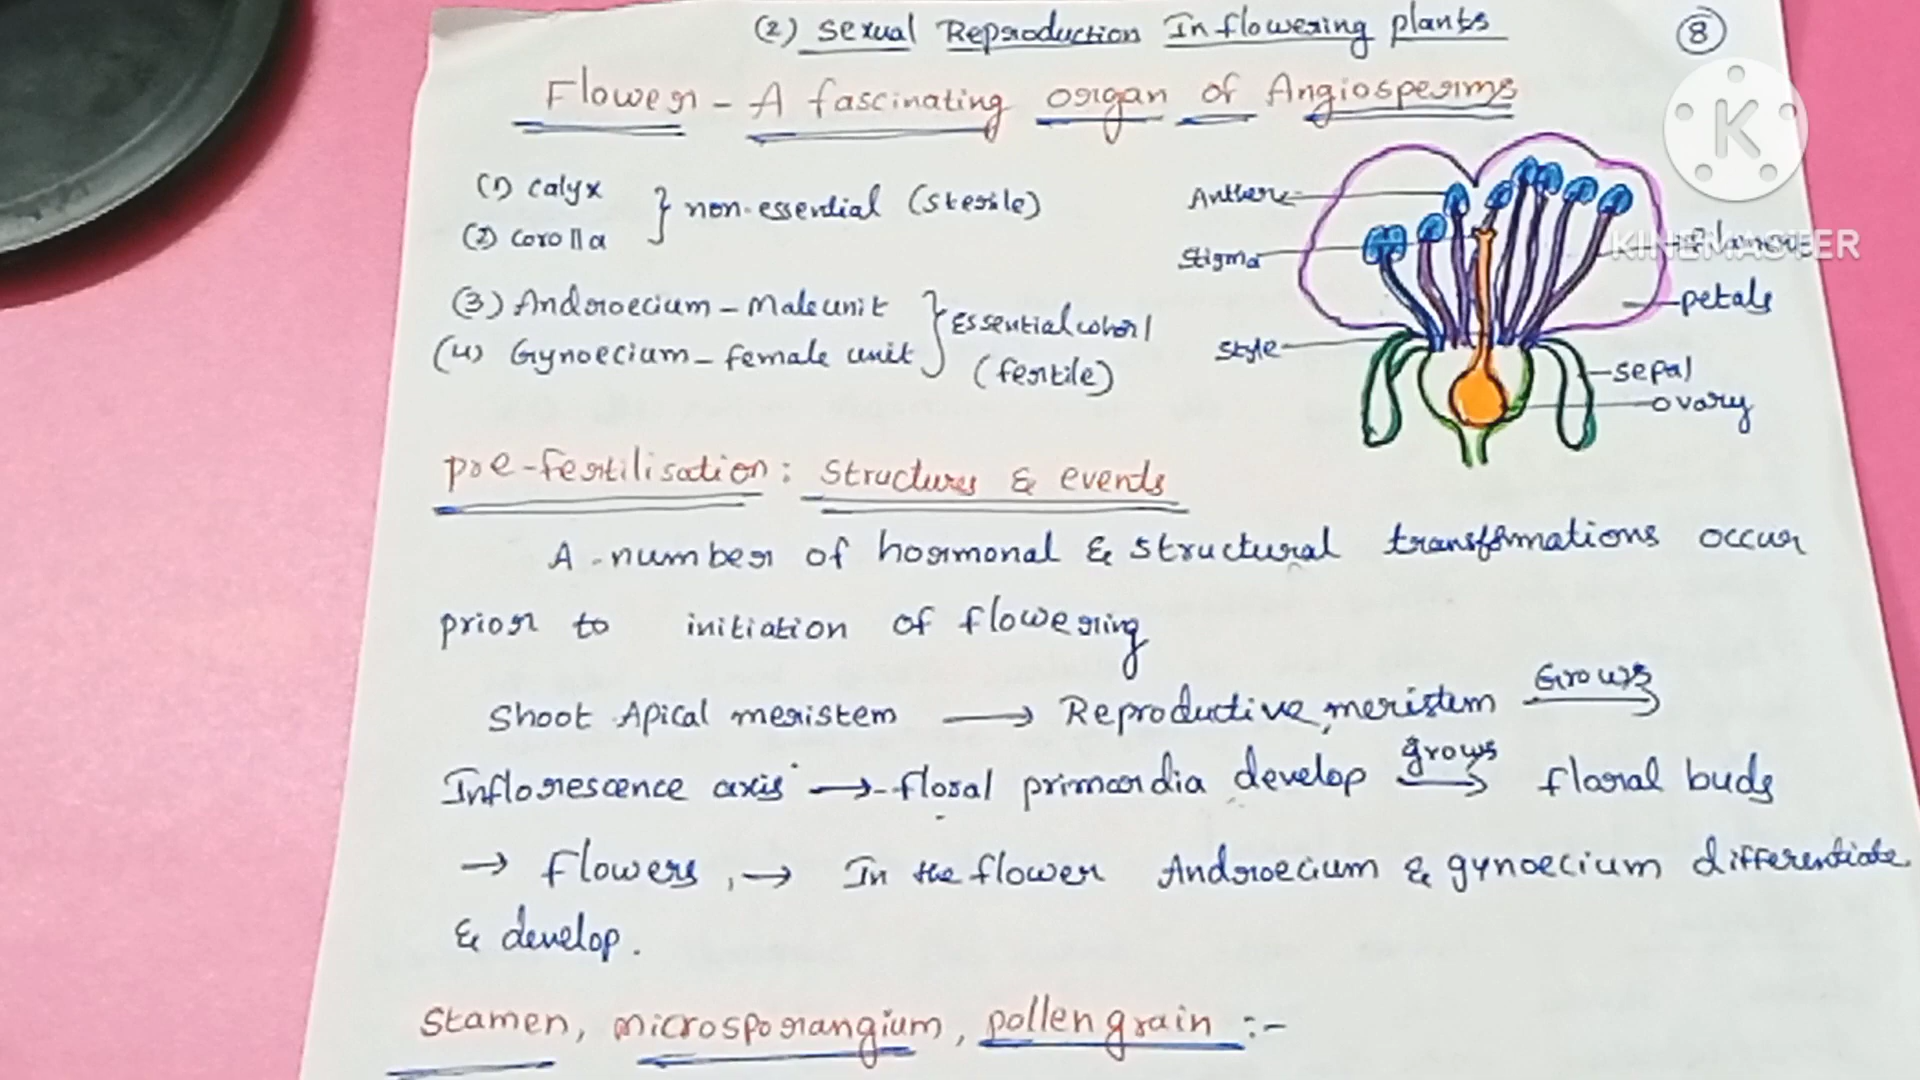 (2) Sexual Reproduction In flowering plants
8
Flower - A fascinating organ of Angiosperms
K
KINEMASTER
(1) Calyx
(2) Corolla
non-essential (sterile)
(3) Androecium - Male unit
(4) Gynoecium - female unit
Essential
(fertile)
Anther
Stigma
Style
petals
sepal
ovary
pre-fertilisation: Structures & events
A number of hormonal & structural transformations occur
prior to initiation of flowering
Shoot Apical meristem → Reproductive meristem Grows →
Inflorescence axis → floral primordia develop grows → floral buds
→ Flowers, → In the flower Androecium & gynoecium differentiate
& develop.
Stamen, microsporangium, pollen grain :-